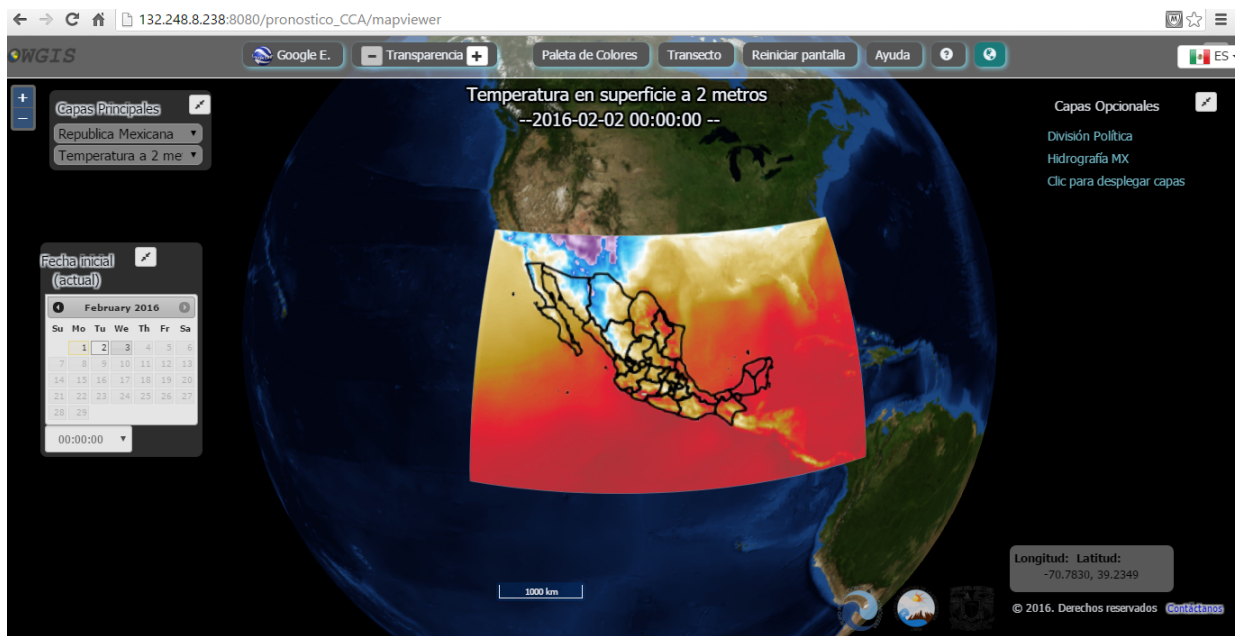 132.248.8.238:8080/pronostico_CCA/mapviewer
OWGIS
Google E.
- Transparencia +
Paleta de Colores
Transecto
Reiniciar pantalla
Ayuda
?
ES
+
-
Capas Principales
Republica Mexicana
Temperatura a 2 me
Temperatura en superficie a 2 metros
--2016-02-02 00:00:00 --
Capas Opcionales
División Política
Hidrografía MX
Clic para desplegar capas
Fecha inicial
(actual)
February 2016
Su Mo Tu We Th Fr Sa
1 2 3 4 5 6
7 8 9 10 11 12 13
14 15 16 17 18 19 20
21 22 23 24 25 26 27
28 29
00:00:00
1000 km
Longitud: Latitud:
-70.7830, 39.2349
© 2016. Derechos reservados Contáctanos